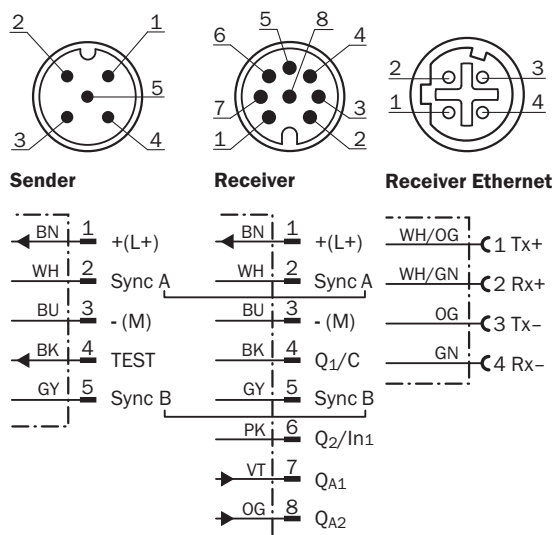 2 1 5 3 4
5 8 6 4 7 3 1 2
2 3 1 4
Sender
BN 1 +(L+)
WH 2 Sync A
BU 3 - (M)
BK 4 TEST
GY 5 Sync B
Receiver
BN 1 +(L+)
WH 2 Sync A
BU 3 - (M)
BK 4 Q1/C
GY 5 Sync B
PK 6 Q2/In1
VT 7 QA1
OG 8 QA2
Receiver Ethernet
WH/OG 1 Tx+
WH/GN 2 Rx+
OG 3 Tx–
GN 4 Rx–